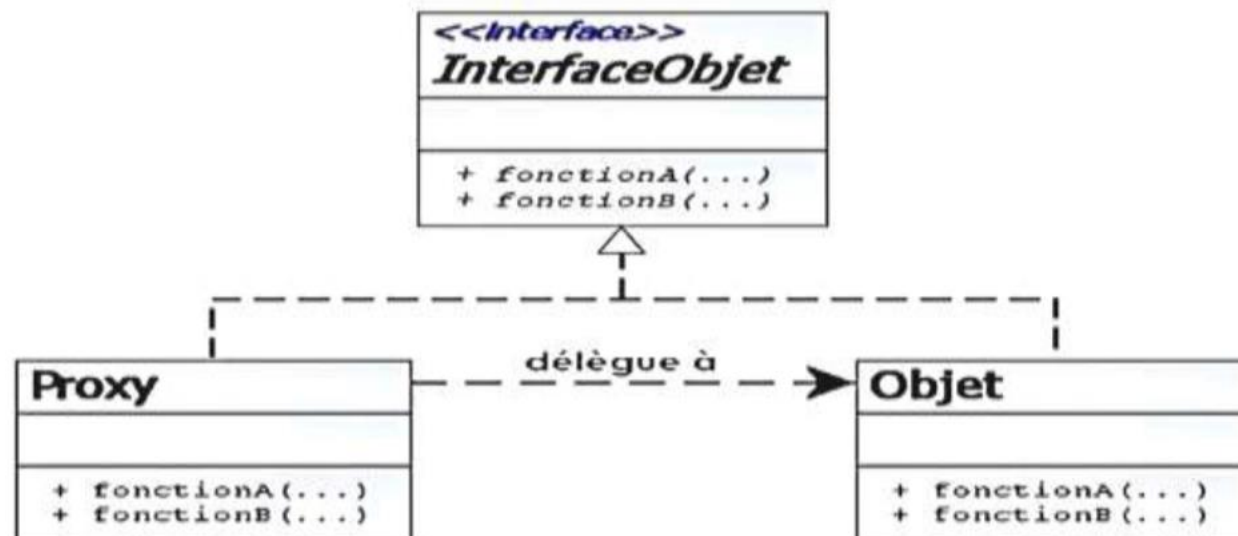 <<Interface>>
InterfaceObjet
+ fonctionA(...)
+ fonctionB(...)
délègue à
Proxy
Objet
+ fonctionA(...)
+ fonctionB(...)
+ fonctionA(...)
+ fonctionB(...)